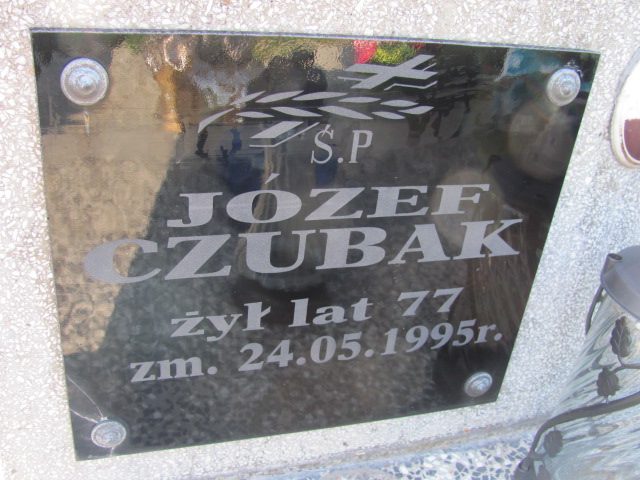 Ś.P
JÓZEF
CZUBAK
żył lat 77
zm. 24.05.1995r.